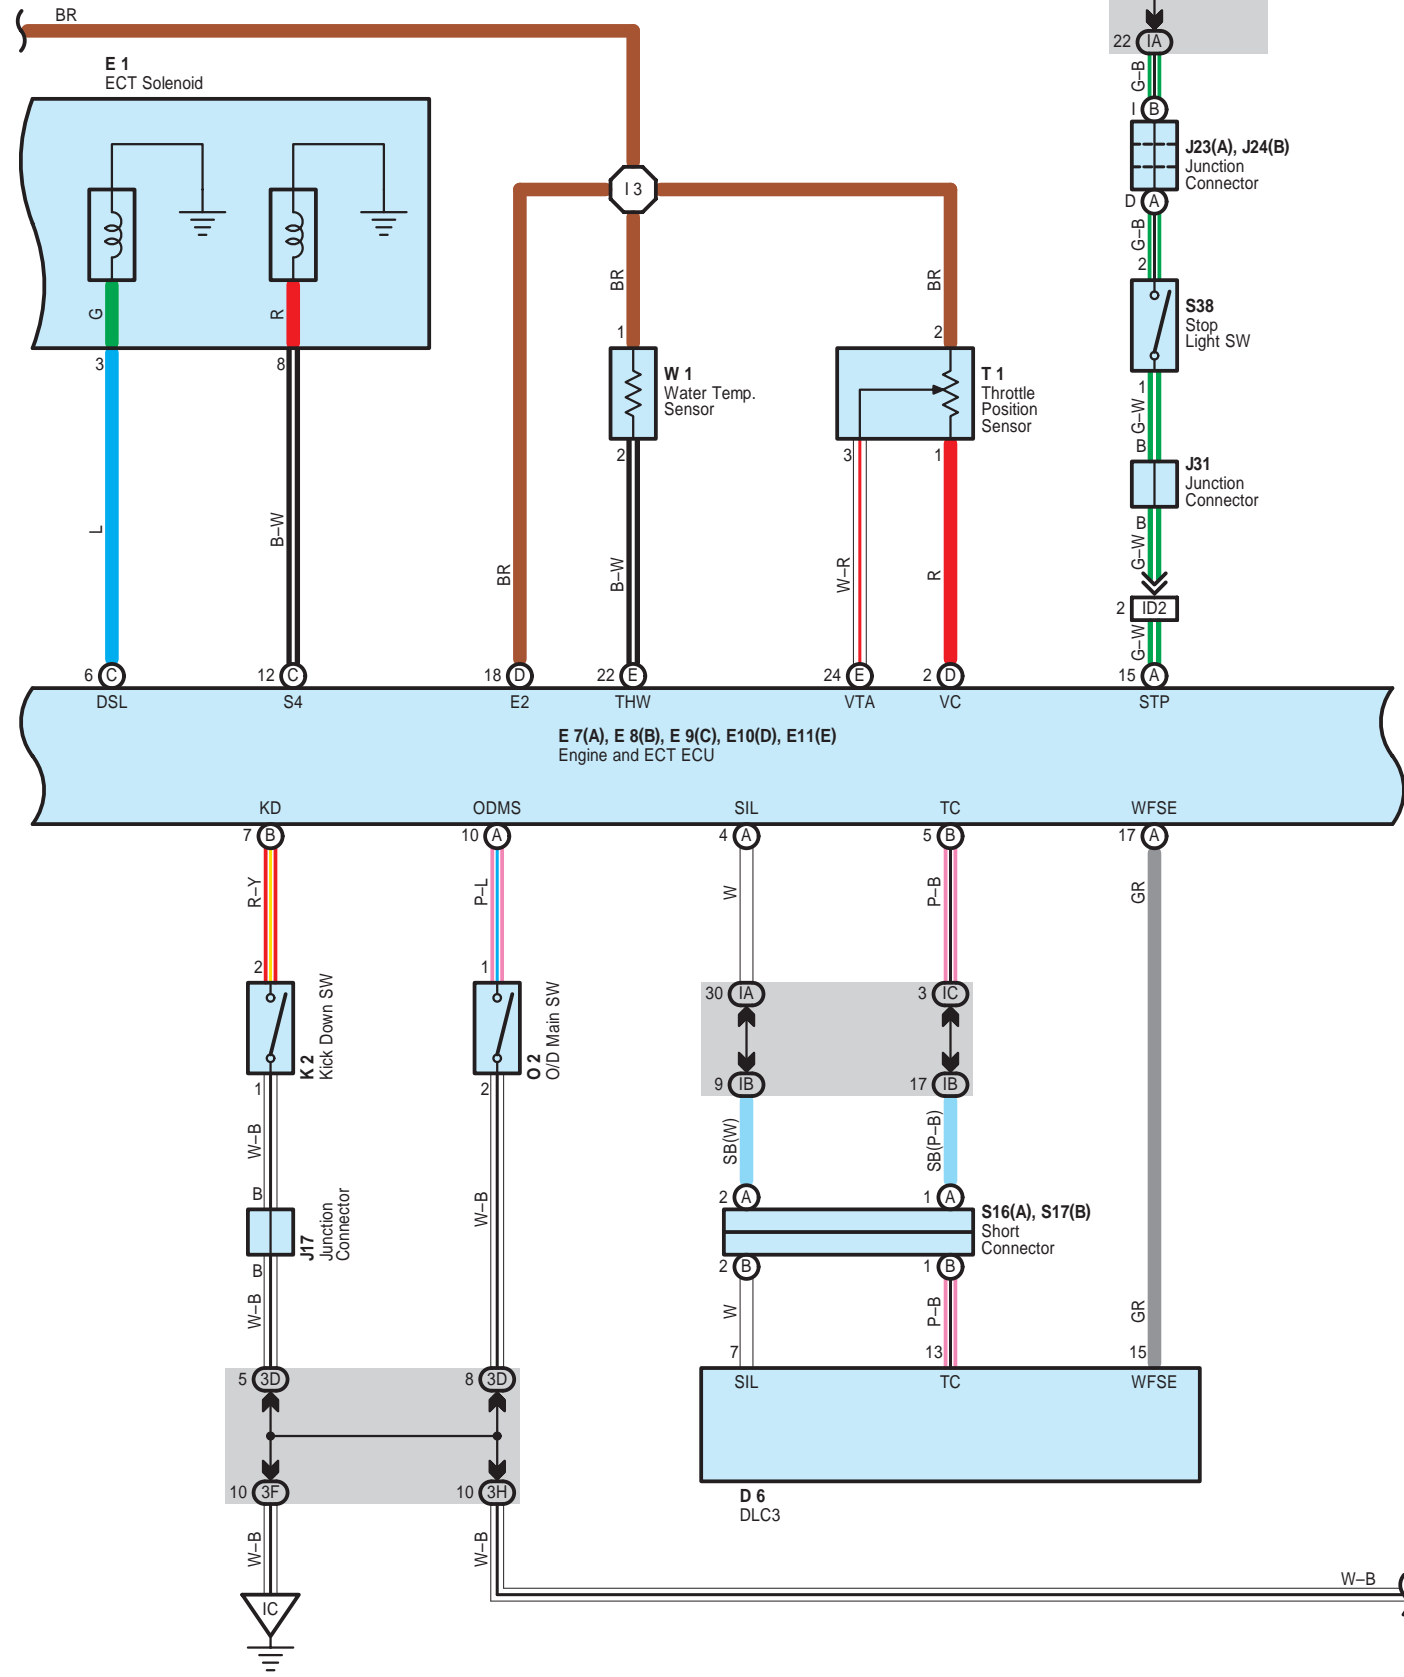 BR
22 IA
E 1
ECT Solenoid
G–B
I B
J23(A), J24(B)
Junction
Connector
D A
I 3
G–B
2
BR
BR
G
R
S38
Stop
Light SW
1
2
3
8
W 1
Water Temp.
Sensor
T 1
Throttle
Position
Sensor
1
G–W
B
2
3
1
J31
Junction
Connector
L
B–W
BR
B–W
W–R
R
B
G–W
2 ID2
G–W
6 C
12 C
18 D
22 E
24 E
2 D
15 A
DSL
S4
E2
THW
VTA
VC
STP
E 7(A), E 8(B), E 9(C), E10(D), E11(E)
Engine and ECT ECU
KD
ODMS
SIL
TC
WFSE
7 B
10 A
4 A
5 B
17 A
R–Y
P–L
W
P–B
GR
2
1
30 IA
3 IC
K 2
Kick Down SW
O 2
O/D Main SW
1
2
9 IB
17 IB
W–B
SB(W)
SB(P–B)
B
W–B
2 A
1 A
J17
Junction
Connector
S16(A), S17(B)
Short
Connector
B
2 B
1 B
W–B
W
P–B
GR
7
13
15
5 3D
8 3D
SIL
TC
WFSE
10 3F
10 3H
D 6
DLC3
W–B
W–B
W–B
IC